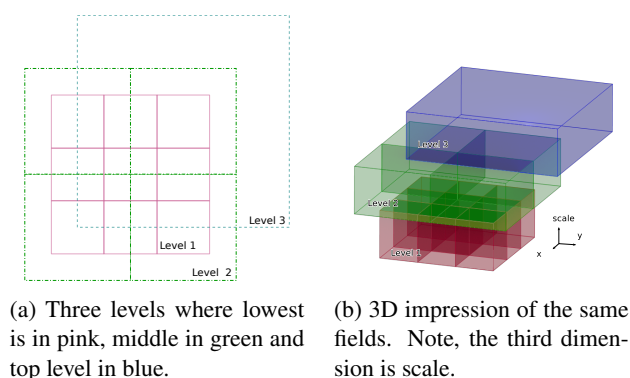 Level 3
Level 1
Level 2
Level 3
Level 2
Level 1
scale
y
x
(a) Three levels where lowest
is in pink, middle in green and
top level in blue.
(b) 3D impression of the same
fields. Note, the third dimen-
sion is scale.